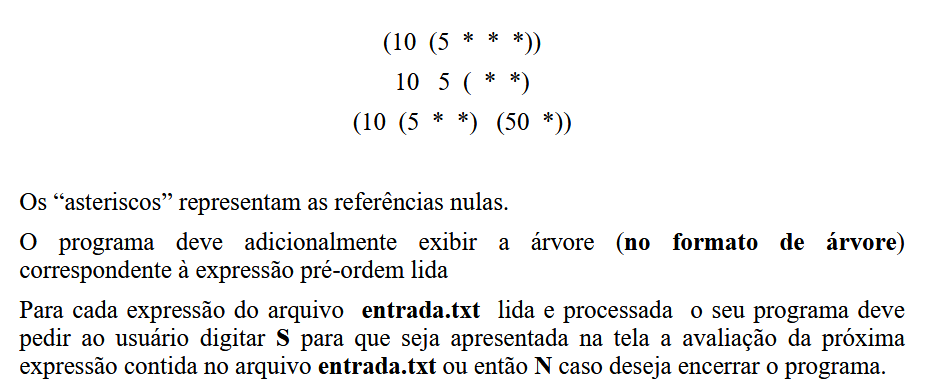 (10 (5 * * *))
10 5 ( * *)
(10 (5 * *) (50 *))
Os “asteriscos” representam as referências nulas.
O programa deve adicionalmente exibir a árvore (no formato de árvore)
correspondente à expressão pré-ordem lida
Para cada expressão do arquivo entrada.txt lida e processada o seu programa deve
pedir ao usuário digitar S para que seja apresentada na tela a avaliação da próxima
expressão contida no arquivo entrada.txt ou então N caso deseja encerrar o programa.